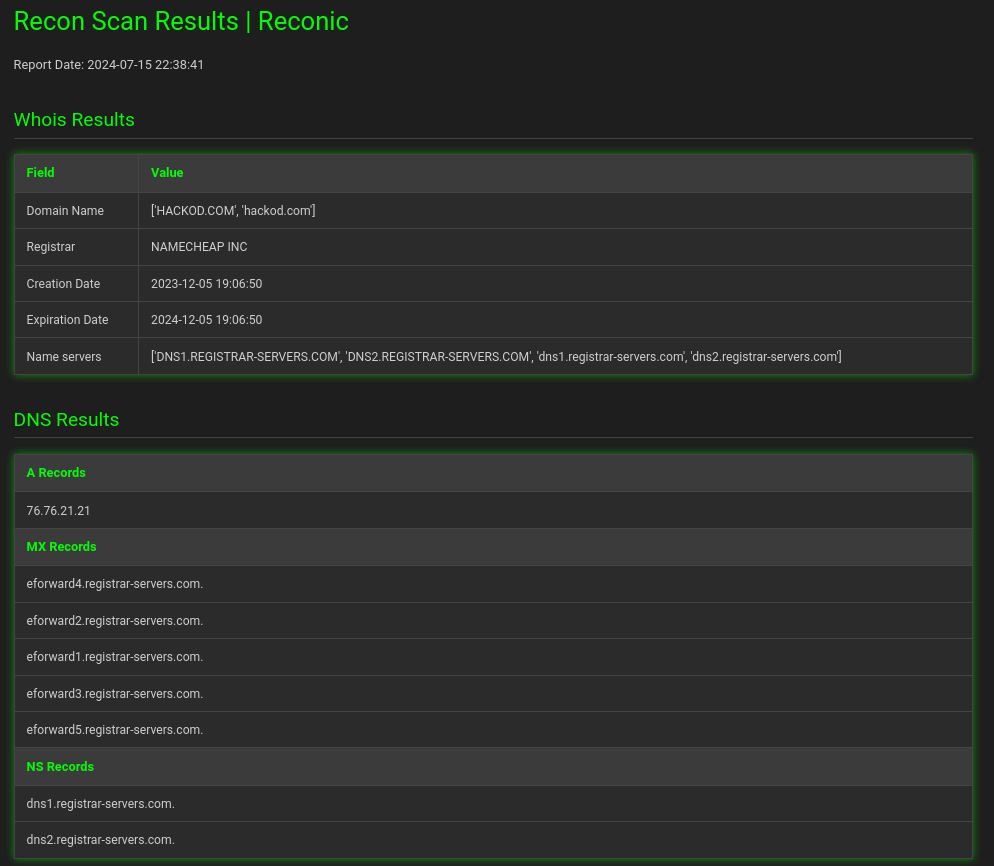 Recon Scan Results | Reconic
Report Date: 2024-07-15 22:38:41
Whois Results
Field Value
Domain Name ['HACKOD.COM', 'hackod.com']
Registrar NAMECHEAP INC
Creation Date 2023-12-05 19:06:50
Expiration Date 2024-12-05 19:06:50
Name servers ['DNS1.REGISTRAR-SERVERS.COM', 'DNS2.REGISTRAR-SERVERS.COM', 'dns1.registrar-servers.com', 'dns2.registrar-servers.com']
DNS Results
A Records
76.76.21.21
MX Records
eforward4.registrar-servers.com.
eforward2.registrar-servers.com.
eforward1.registrar-servers.com.
eforward3.registrar-servers.com.
eforward5.registrar-servers.com.
NS Records
dns1.registrar-servers.com.
dns2.registrar-servers.com.